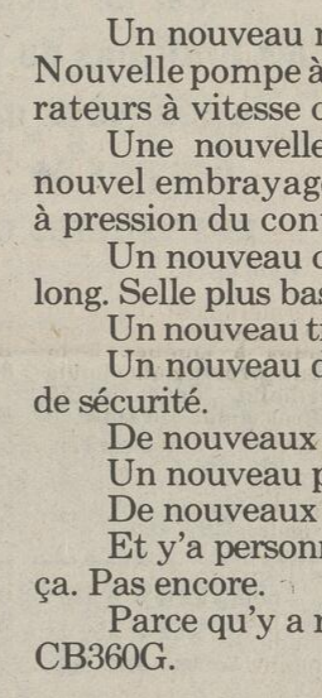 Un nouveau
Nouvelle pompe à
rateurs à vitesse
Une nouvelle
nouvel embrayag
à pression du con
Un nouveau
long. Selle plus bas
Un nouveau
Un nouveau
de sécurité.
De nouveaux
Un nouveau
De nouveaux
Et y'a person
ça. Pas encore.
Parce qu'y a
CB360G.